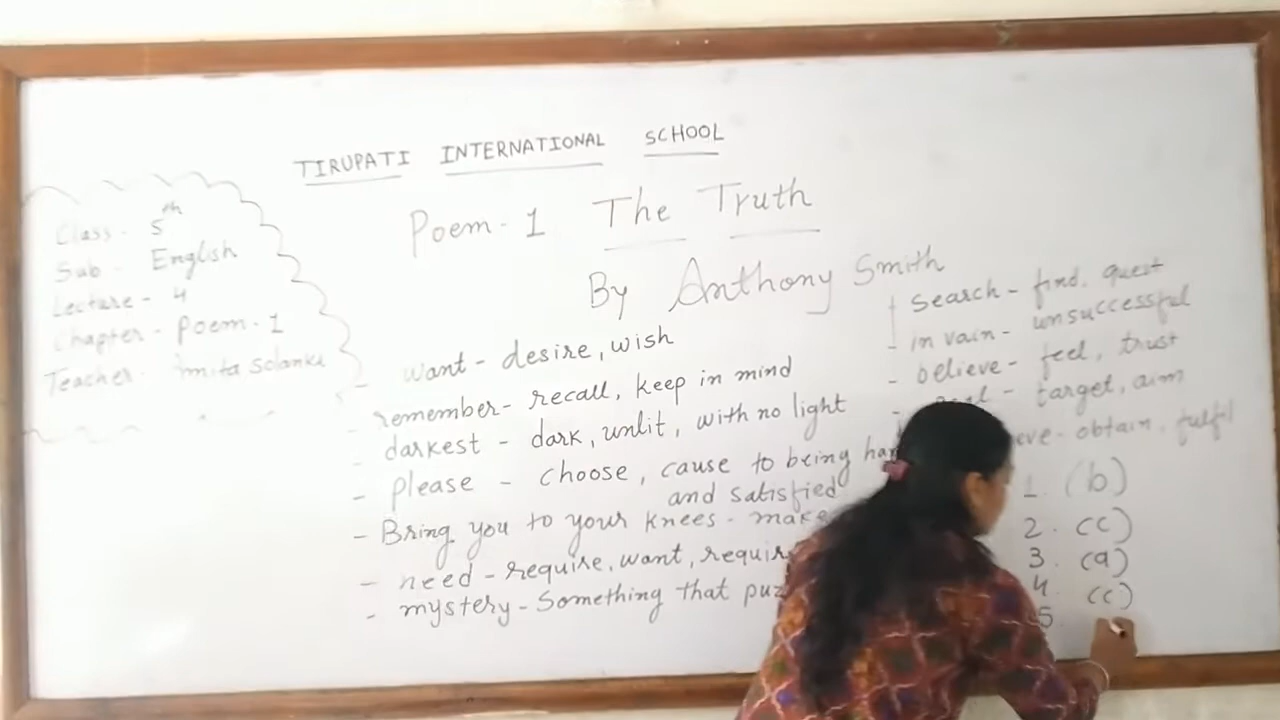 TIRUPATI INTERNATIONAL SCHOOL
Class - 5th
Sub - English
Lecture - 4
Chapter - Poem - 1
Teacher -
Poem - 1 The Truth
By Anthony Smith
- want - desire, wish
- remember - recall, keep in mind
- darkest - dark, unlit, with no light
- please - choose, cause to being
and satisfied
- Bring you to your knees - make
- need - require, want,
- mystery - Something that
- search - find, quest
- in vain - unsuccessful
- believe - feel, trust
- target, aim
- obtain, fulfil
1. (b)
2. (c)
3. (a)
4. (c)
5